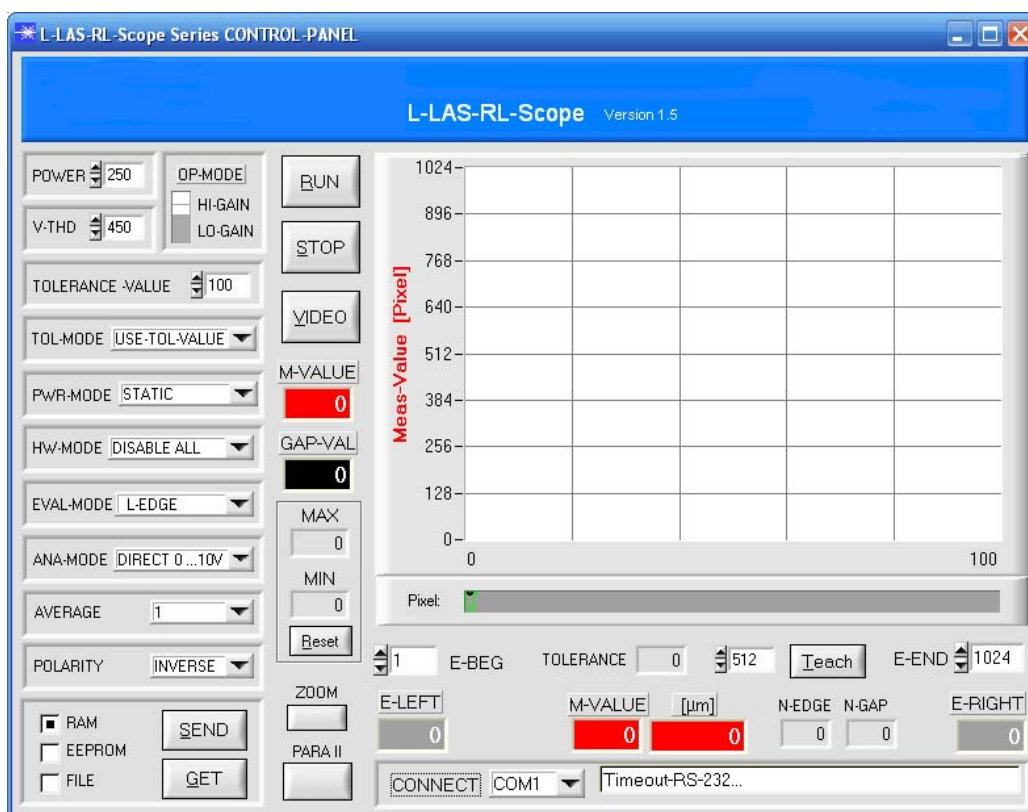 L-LAS-RL-Scope Series CONTROL-PANEL
L-LAS-RL-Scope Version 1.5
POWER 250
OP-MODE
HI-GAIN
LO-GAIN
V-THD 450
TOLERANCE -VALUE 100
TOL-MODE USE-TOL-VALUE
PWR-MODE STATIC
HW-MODE DISABLE ALL
EVAL-MODE L-EDGE
ANA-MODE DIRECT 0...10V
AVERAGE 1
POLARITY INVERSE
RAM
EEPROM
FILE
SEND
GET
RUN
STOP
VIDEO
M-VALUE
0
GAP-VAL
0
MAX
0
MIN
0
Reset
ZOOM
PARA II
Meas-Value [Pixel]
1024
896
768
640
512
384
256
128
0
0 100
Pixel:
1 E-BEG TOLERANCE 0 512 Teach E-END 1024
E-LEFT M-VALUE [µm] N-EDGE N-GAP E-RIGHT
0 0 0 0 0 0
CONNECT COM1 Timeout-RS-232...